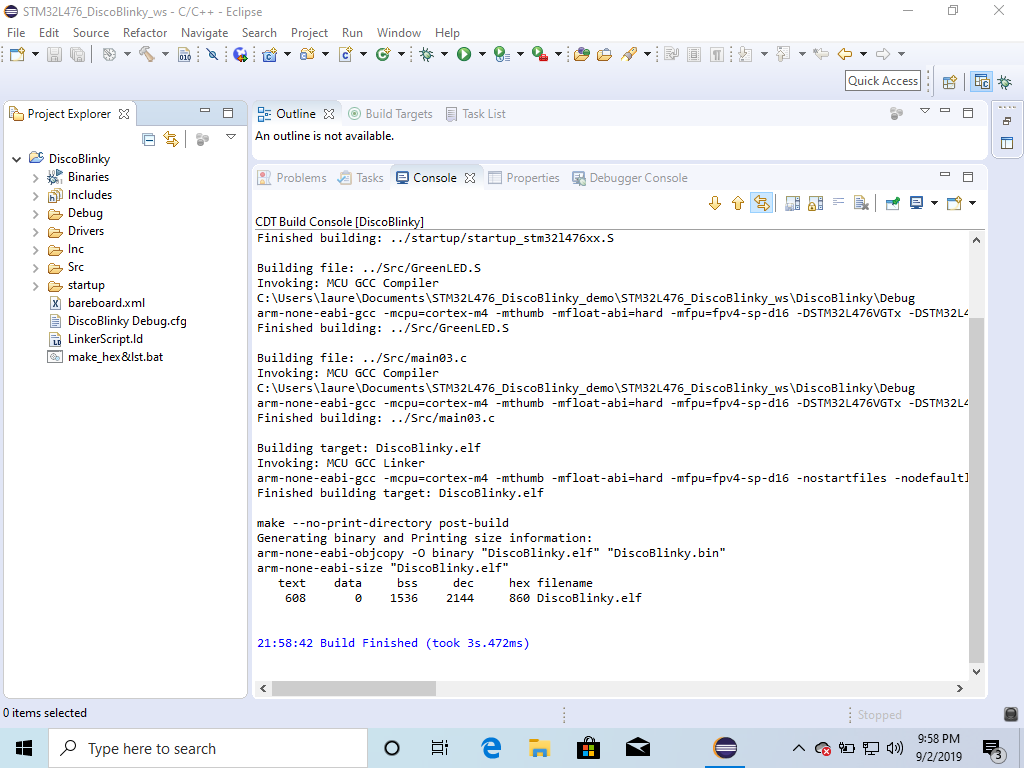 STM32L476_DiscoBlinky_ws - C/C++ - Eclipse
File Edit Source Refactor Navigate Search Project Run Window Help
Quick Access
Project Explorer
DiscoBlinky
Binaries
Includes
Debug
Drivers
Inc
Src
startup
bareboard.xml
DiscoBlinky Debug.cfg
LinkerScript.ld
make_hex&lst.bat
Outline Build Targets Task List
An outline is not available.
Problems Tasks Console Properties Debugger Console
CDT Build Console [DiscoBlinky]
Finished building: ../startup/startup_stm32l476xx.S
Building file: ../Src/GreenLED.S
Invoking: MCU GCC Compiler
C:\Users\laure\Documents\STM32L476_DiscoBlinky_demo\STM32L476_DiscoBlinky_ws\DiscoBlinky\Debug
arm-none-eabi-gcc -mcpu=cortex-m4 -mthumb -mfloat-abi=hard -mfpu=fpv4-sp-d16 -DSTM32L476VGTx -DSTM32L4
Finished building: ../Src/GreenLED.S
Building file: ../Src/main03.c
Invoking: MCU GCC Compiler
C:\Users\laure\Documents\STM32L476_DiscoBlinky_demo\STM32L476_DiscoBlinky_ws\DiscoBlinky\Debug
arm-none-eabi-gcc -mcpu=cortex-m4 -mthumb -mfloat-abi=hard -mfpu=fpv4-sp-d16 -DSTM32L476VGTx -DSTM32L4
Finished building: ../Src/main03.c
Building target: DiscoBlinky.elf
Invoking: MCU GCC Linker
arm-none-eabi-gcc -mcpu=cortex-m4 -mthumb -mfloat-abi=hard -mfpu=fpv4-sp-d16 -nostartfiles -nodefaultl
Finished building target: DiscoBlinky.elf
make --no-print-directory post-build
Generating binary and Printing size information:
arm-none-eabi-objcopy -O binary "DiscoBlinky.elf" "DiscoBlinky.bin"
arm-none-eabi-size "DiscoBlinky.elf"
text data bss dec hex filename
608 0 1536 2144 860 DiscoBlinky.elf
21:58:42 Build Finished (took 3s.472ms)
0 items selected
Stopped
Type here to search
9:58 PM
9/2/2019
3